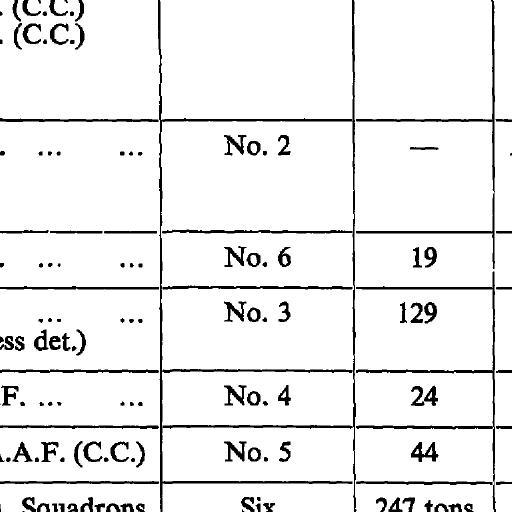 . (C.C.)
. (C.C.)
. ... ... No. 2 —
. ... ... No. 6 19
... ... No. 3 129
ess det.)
F. ... ... No. 4 24
A.A.F. (C.C.) No. 5 44
Squadrons Six 247 tons